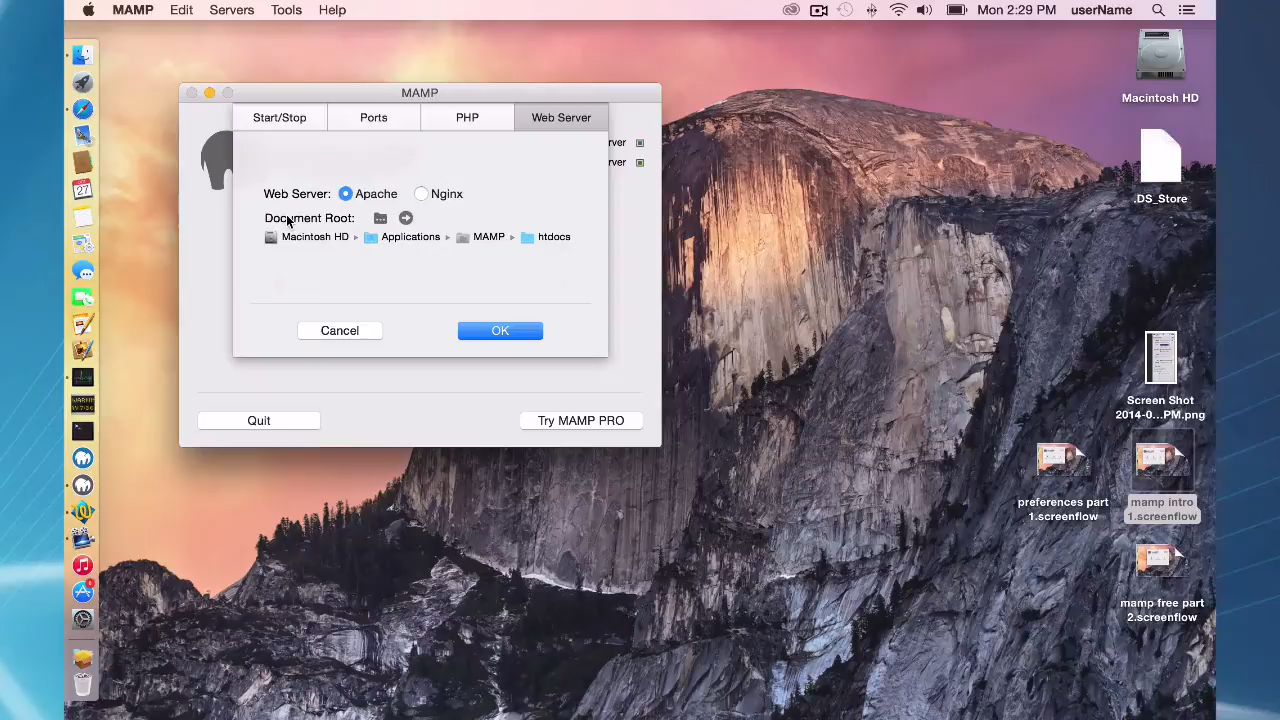 MAMP Edit Servers Tools Help Mon 2:29 PM userName
Macintosh HD
.DS_Store
Screen Shot
2014-0...PM.png
preferences part
1.screenflow
mamp intro
1.screenflow
mamp free part
2.screenflow
MAMP
Start/Stop Ports PHP Web Server
rver
rver
Web Server: Apache Nginx
Document Root:
Macintosh HD Applications MAMP htdocs
Cancel OK
Quit Try MAMP PRO
27